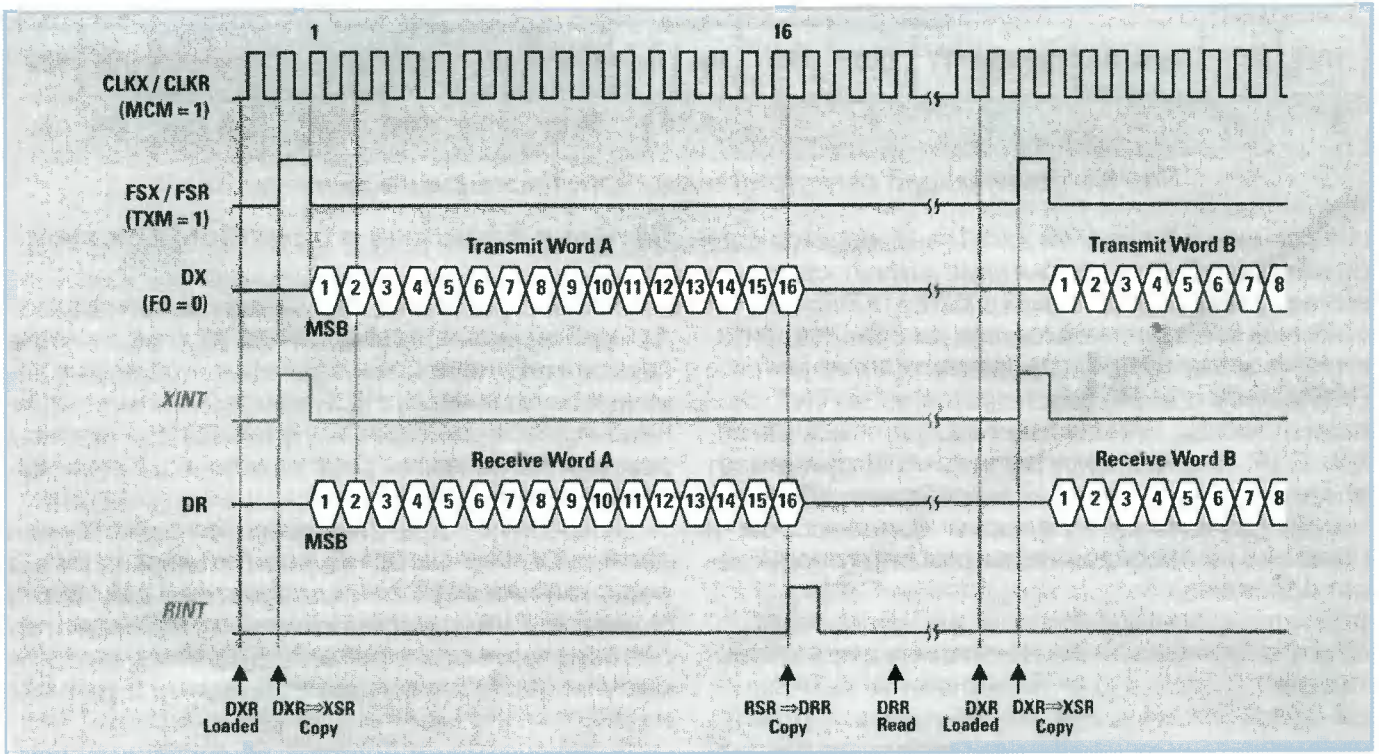 1 16
CLKX / CLKR
(MCM = 1)
FSX / FSR
(TXM = 1)
Transmit Word A Transmit Word B
DX
(FO = 0)
1 2 3 4 5 6 7 8 9 10 11 12 13 14 15 16 1 2 3 4 5 6 7 8
MSB
XINT
Receive Word A Receive Word B
DR
1 2 3 4 5 6 7 8 9 10 11 12 13 14 15 16 1 2 3 4 5 6 7 8
MSB
RINT
DXR DXR⇒XSR RSR ⇒DRR DRR DXR DXR⇒XSR
Loaded Copy Copy Read Loaded Copy